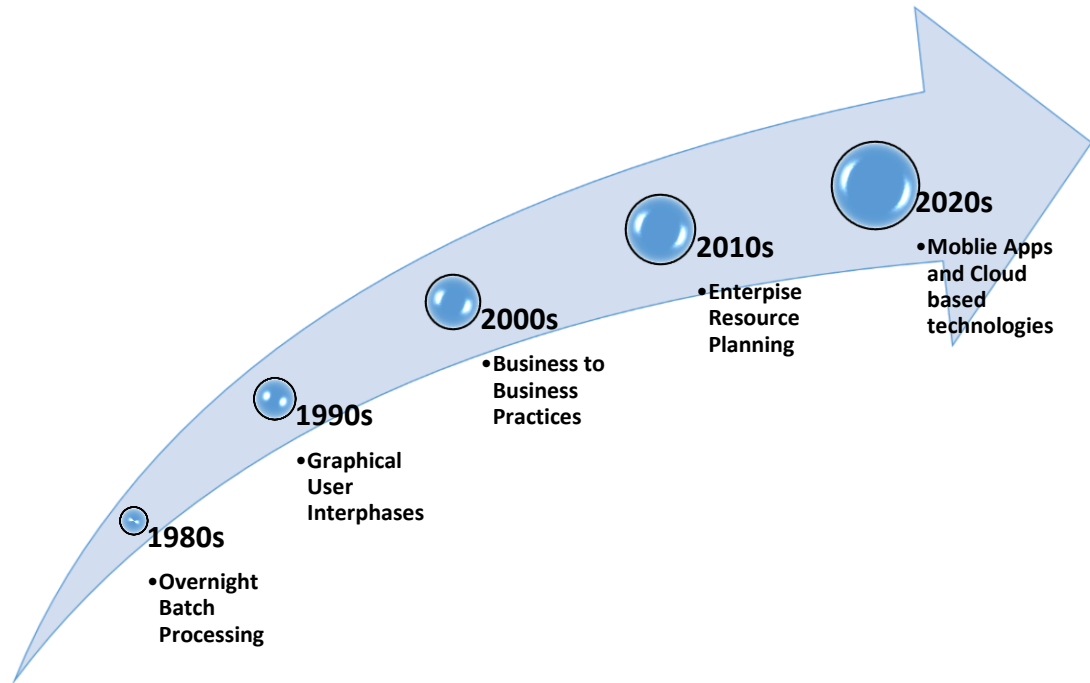 1980s
•Overnight
Batch
Processing
1990s
•Graphical
User
Interphases
2000s
•Business to
Business
Practices
2010s
•Enterpise
Resource
Planning
2020s
•Moblie Apps
and Cloud
based
technologies